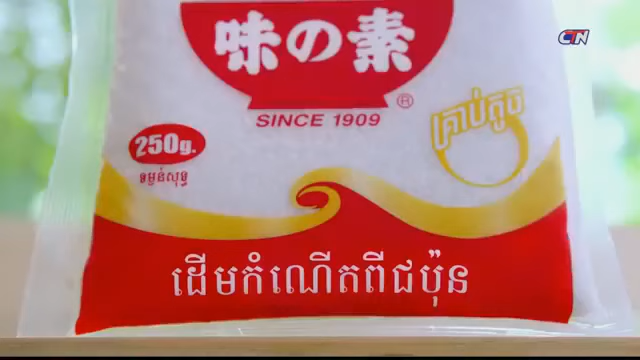 CTN
味の素
®
SINCE 1909
គ្រាប់តូច
250g.
ទម្ងន់សុទ្ធ
ដើមកំណើតពីជប៉ុន